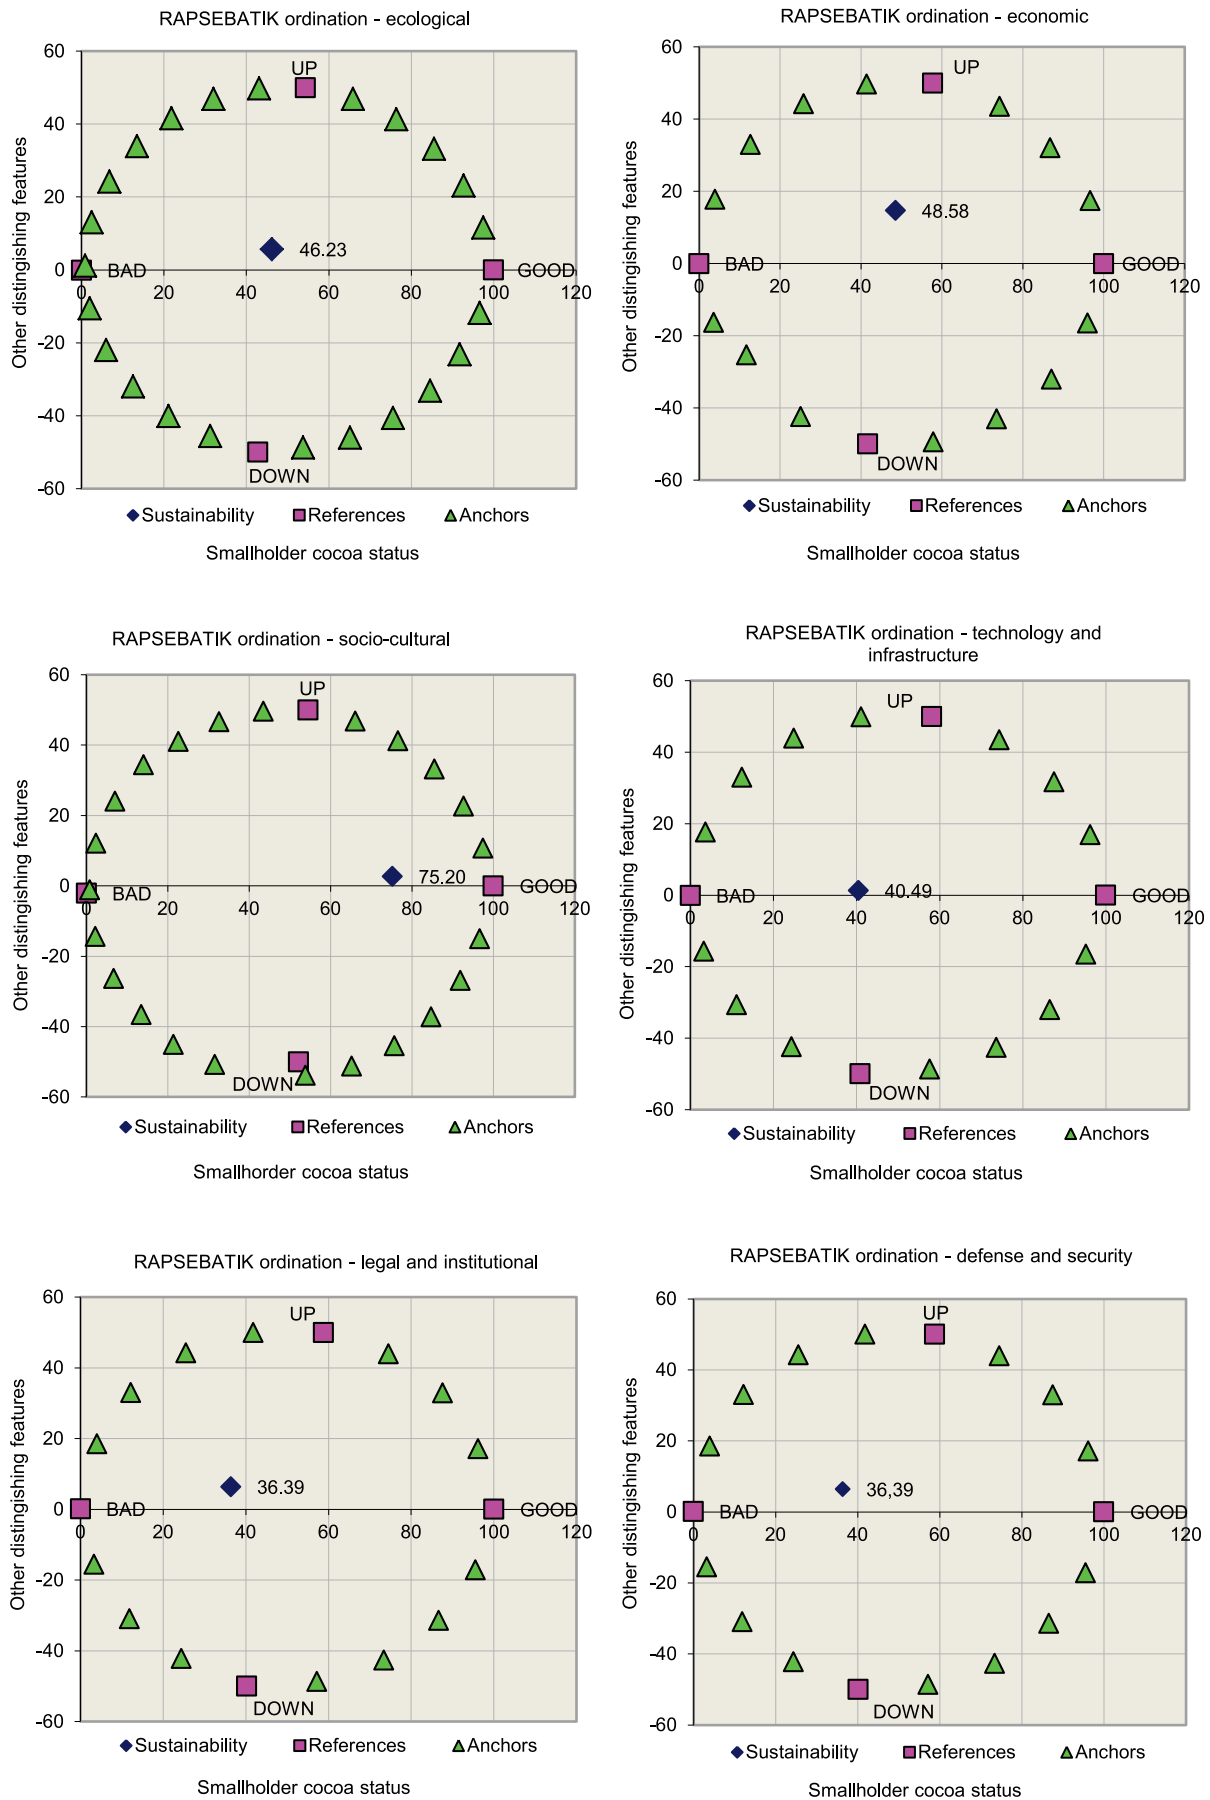 RAPSEBATIK ordination - ecological
60
40
20
0
-20
-40
-60
0
20
40
60
80
100
120
UP
46.23
BAD
GOOD
DOWN
Other distingishing features
Sustainability
References
Anchors
Smallholder cocoa status
RAPSEBATIK ordination - economic
60
40
20
0
-20
-40
-60
0
20
40
60
80
100
120
UP
48.58
BAD
GOOD
DOWN
Other distingishing features
Sustainability
References
Anchors
Smallholder cocoa status
RAPSEBATIK ordination - socio-cultural
60
40
20
0
-20
-40
-60
0
20
40
60
80
100
120
UP
75.20
BAD
GOOD
DOWN
Other distingishing features
Sustainability
References
Anchors
Smallhorder cocoa status
RAPSEBATIK ordination - technology and
infrastructure
60
40
20
0
-20
-40
-60
0
20
40
60
80
100
120
UP
40.49
BAD
GOOD
DOWN
Other distingishing features
Sustainability
References
Anchors
Smallholder cocoa status
RAPSEBATIK ordination - legal and institutional
60
40
20
0
-20
-40
-60
0
20
40
60
80
100
120
UP
36.39
BAD
GOOD
DOWN
Other distingishing features
Sustainability
References
Anchors
Smallholder cocoa status
RAPSEBATIK ordination - defense and security
60
40
20
0
-20
-40
-60
0
20
40
60
80
100
120
UP
36,39
BAD
GOOD
DOWN
Other distingishing features
Sustainability
References
Anchors
Smallholder cocoa status